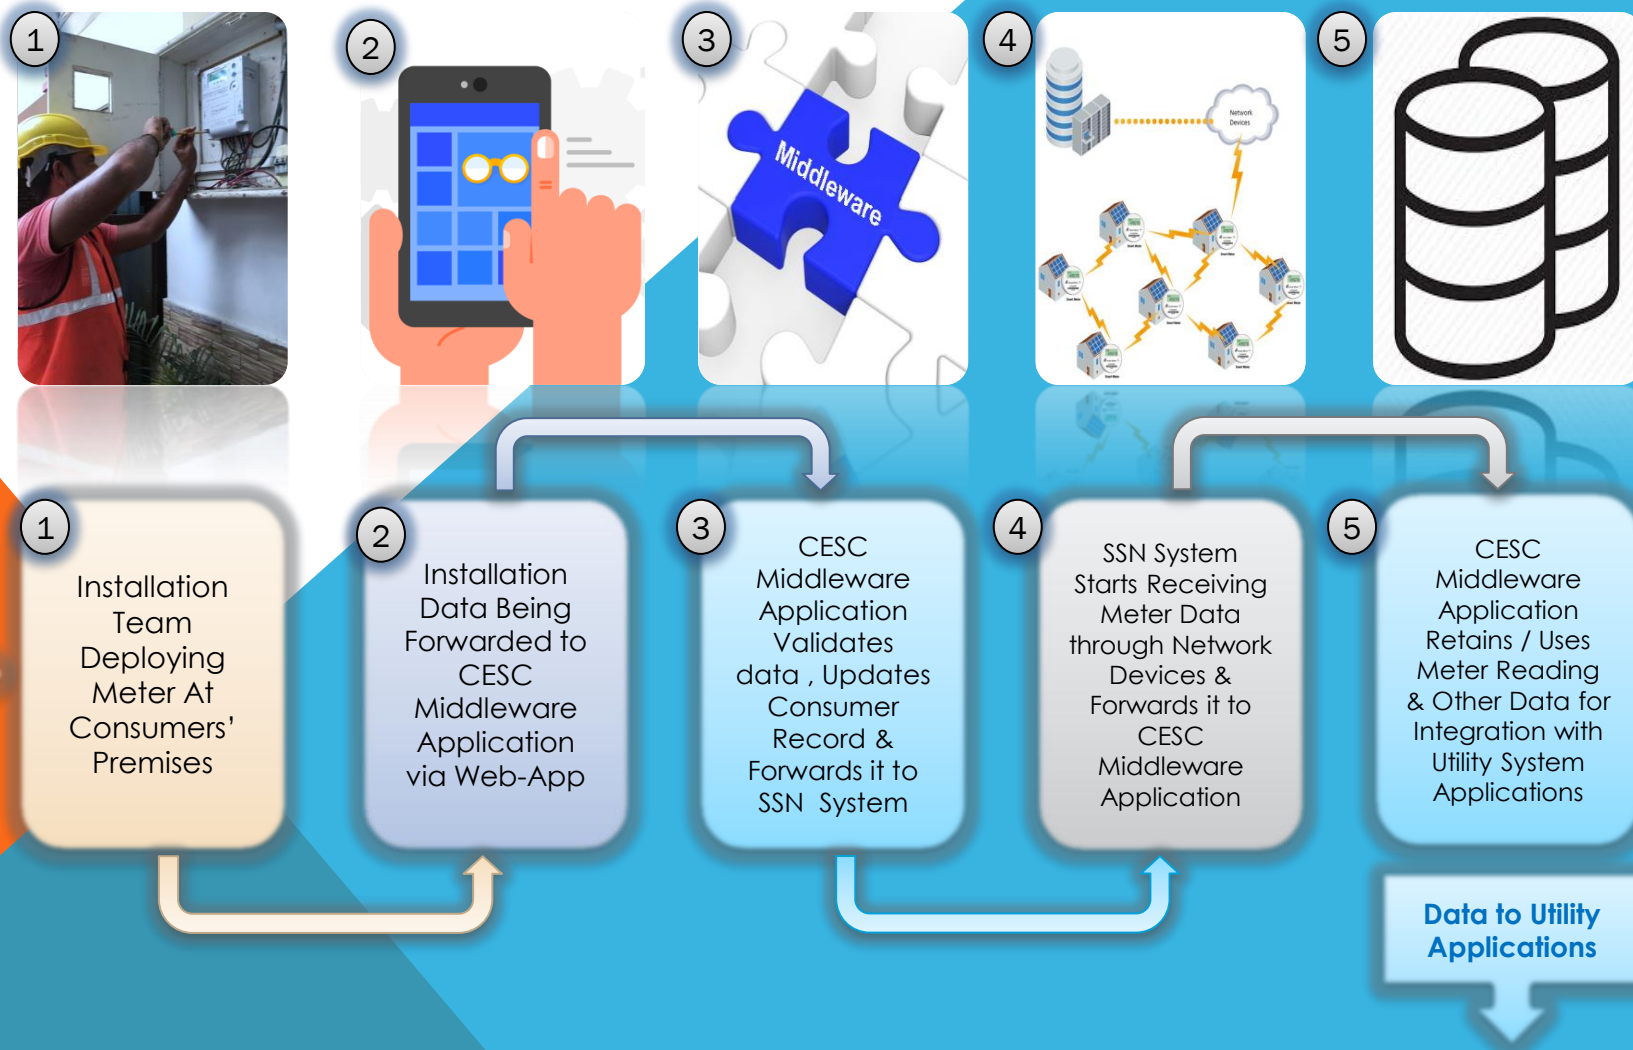 1
2
3
4
5
Middleware
Network
Devices
1
Installation
Team
Deploying
Meter At
Consumers’
Premises
2
Installation
Data Being
Forwarded to
CESC
Middleware
Application
via Web-App
3
CESC
Middleware
Application
Validates
data , Updates
Consumer
Record &
Forwards it to
SSN System
4
SSN System
Starts Receiving
Meter Data
through Network
Devices &
Forwards it to
CESC
Middleware
Application
5
CESC
Middleware
Application
Retains / Uses
Meter Reading
& Other Data for
Integration with
Utility System
Applications
Data to Utility
Applications